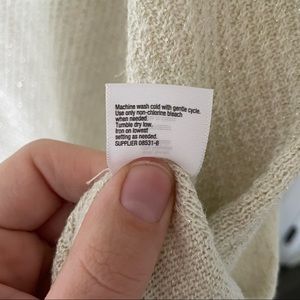 Machine wash cold with gentle cycle.
Use only non-chlorine bleach
when needed.
Tumble dry low.
Iron on lowest
setting as needed.
SUPPLIER 08531-8